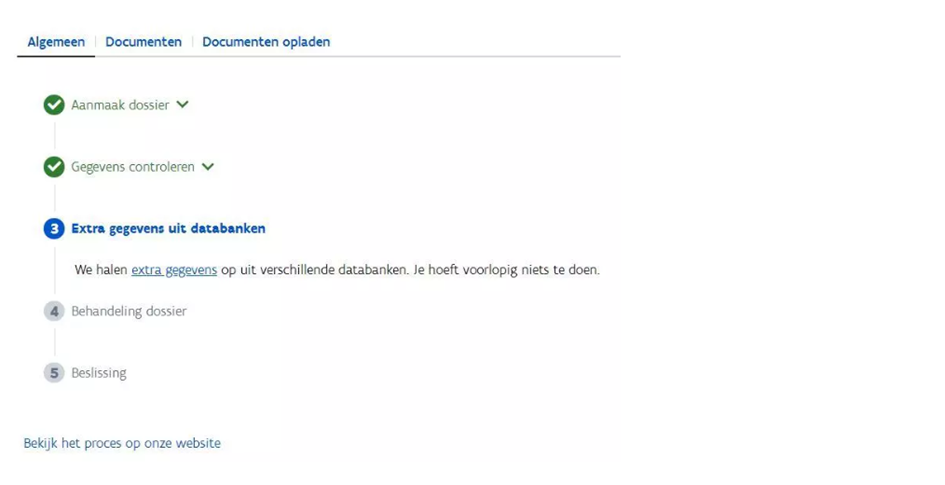 Algemeen | Documenten | Documenten opladen
Aanmaak dossier
Gegevens controleren
3 Extra gegevens uit databanken
We halen extra gegevens op uit verschillende databanken. Je hoeft voorlopig niets te doen.
4 Behandeling dossier
5 Beslissing
Bekijk het proces op onze website